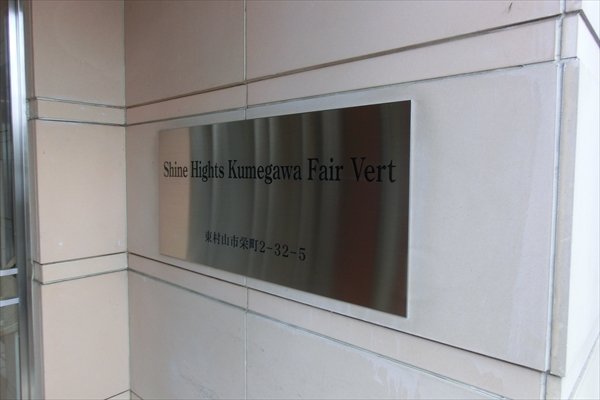 Shine Hights Kumegawa Fair Vert
東村山市栄町2-32-5